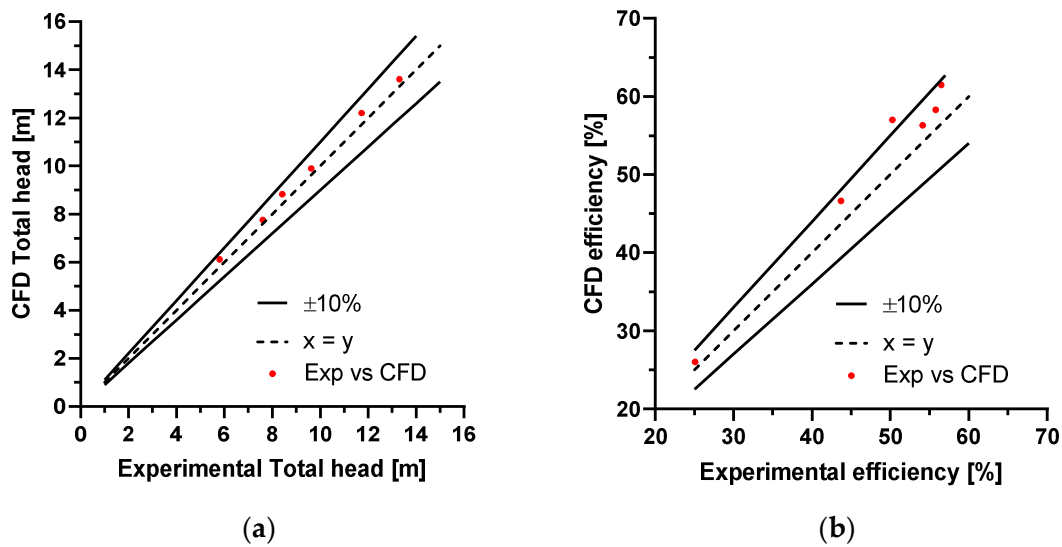 16
14
12
10
8
6
4
2
0
CFD Total head [m]
±10%
x = y
Exp vs CFD
0 2 4 6 8 10 12 14 16
Experimental Total head [m]
(a)
70
60
50
40
30
20
CFD efficiency [%]
±10%
x = y
Exp vs CFD
20 30 40 50 60 70
Experimental efficiency [%]
(b)